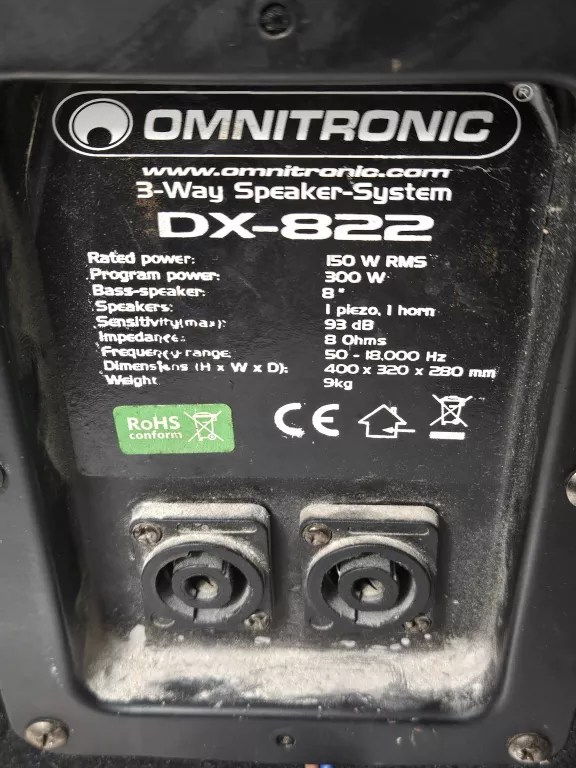 OMNITRONIC®
www.omnitronic.com
3-Way Speaker-System
DX-822
Rated power: 150 W RMS
Program power: 300 W
Bass-speaker: 8"
Speakers: 1 piezo, 1 horn
Sensitivity(max): 93 dB
Impedance: 8 Ohms
Frequency range: 50 - 18,000 Hz
Dimensions (H x W x D): 400 x 320 x 280 mm
Weight 9kg
RoHS
conform
CE